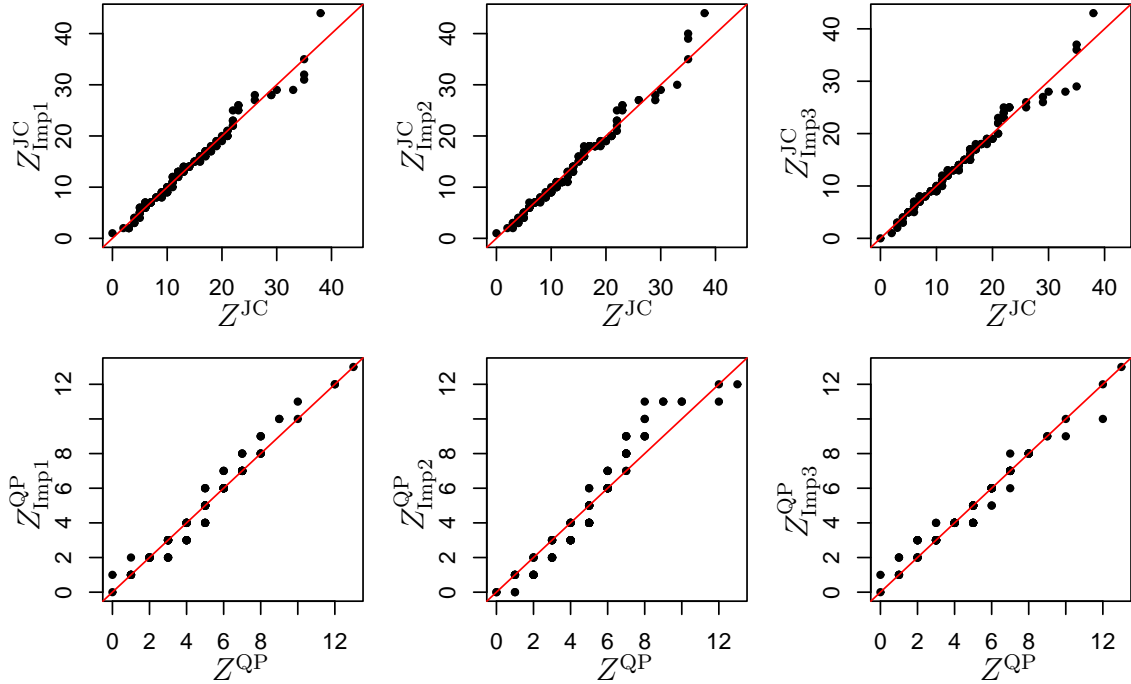 Z^JC_Imp1
0 10 20 30 40
0 10 20 30 40
Z^JC
Z^JC_Imp2
0 10 20 30 40
0 10 20 30 40
Z^JC
Z^JC_Imp3
0 10 20 30 40
0 10 20 30 40
Z^JC
Z^QP_Imp1
0 2 4 6 8 12
0 2 4 6 8 12
Z^QP
Z^QP_Imp2
0 2 4 6 8 12
0 2 4 6 8 12
Z^QP
Z^QP_Imp3
0 2 4 6 8 12
0 2 4 6 8 12
Z^QP